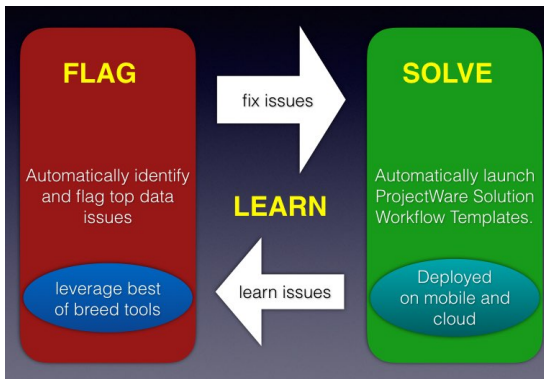 FLAG
Automatically identify
and flag top data
issues
leverage best
of breed tools
fix issues
LEARN
learn issues
SOLVE
Automatically launch
ProjectWare Solution
Workflow Templates.
Deployed
on mobile and
cloud